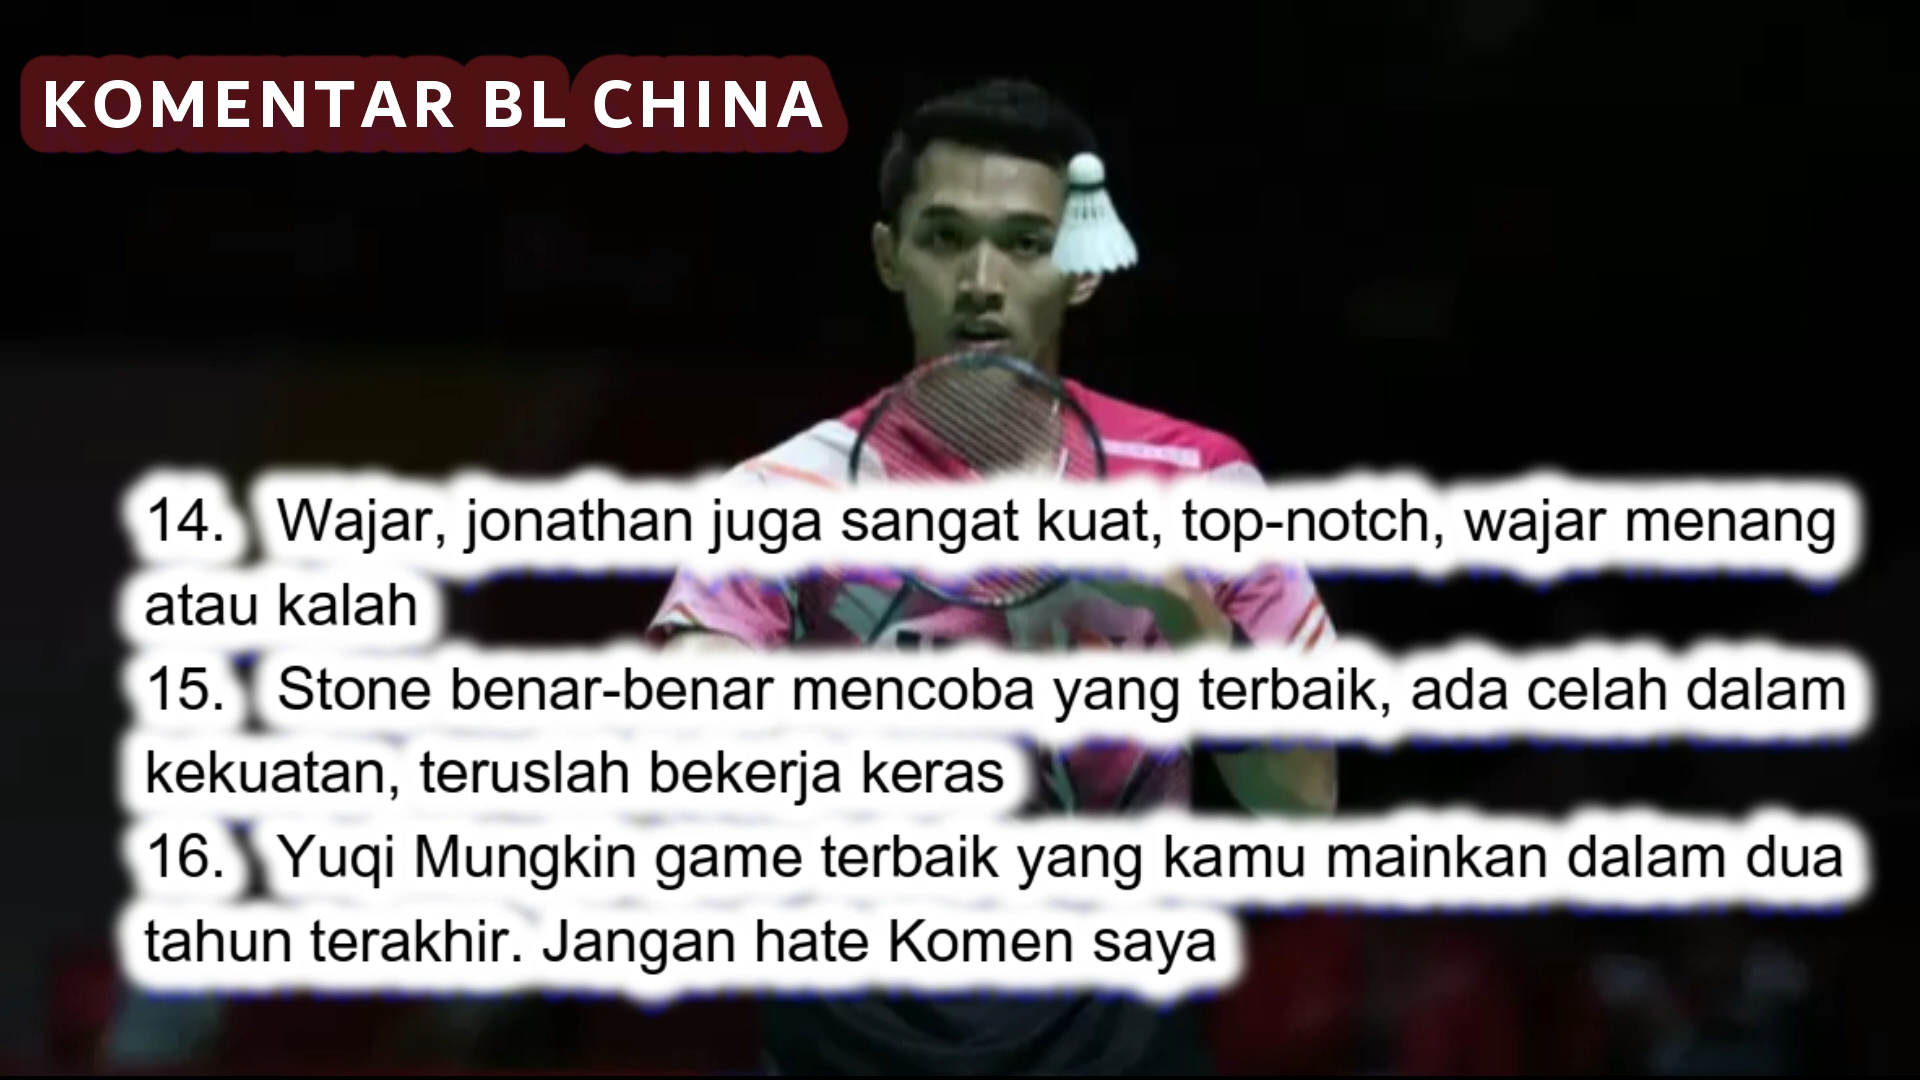 KOMENTAR BL CHINA
14. Wajar, jonathan juga sangat kuat, top-notch, wajar menang
atau kalah
15. Stone benar-benar mencoba yang terbaik, ada celah dalam
kekuatan, teruslah bekerja keras
16. Yuqi Mungkin game terbaik yang kamu mainkan dalam dua
tahun terakhir. Jangan hate Komen saya